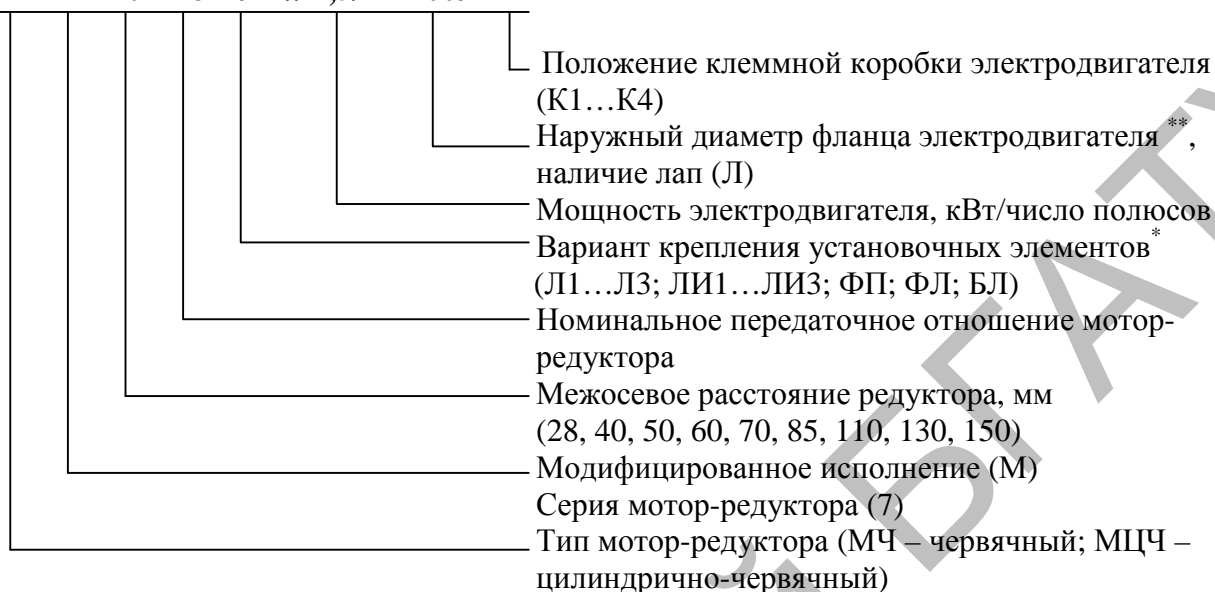 Положение клеммной коробки электродвигателя
(К1…К4)
Наружный диаметр фланца электродвигателя **,
наличие лап (Л)
Мощность электродвигателя, кВт/число полюсов
Вариант крепления установочных элементов*
(Л1…Л3; ЛИ1…ЛИ3; ФП; ФЛ; БЛ)
Номинальное передаточное отношение мотор-
редуктора
Межосевое расстояние редуктора, мм
(28, 40, 50, 60, 70, 85, 110, 130, 150)
Модифицированное исполнение (М)
Серия мотор-редуктора (7)
Тип мотор-редуктора (МЧ – червячный; МЦЧ –
цилиндрично-червячный)
БГАТУ